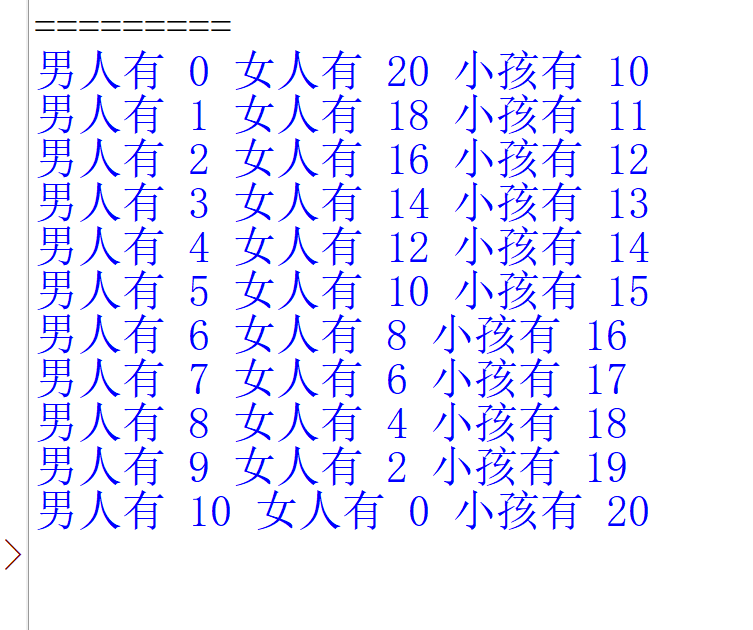 =========
男人有 0 女人有 20 小孩有 10
男人有 1 女人有 18 小孩有 11
男人有 2 女人有 16 小孩有 12
男人有 3 女人有 14 小孩有 13
男人有 4 女人有 12 小孩有 14
男人有 5 女人有 10 小孩有 15
男人有 6 女人有 8 小孩有 16
男人有 7 女人有 6 小孩有 17
男人有 8 女人有 4 小孩有 18
男人有 9 女人有 2 小孩有 19
男人有 10 女人有 0 小孩有 20
>